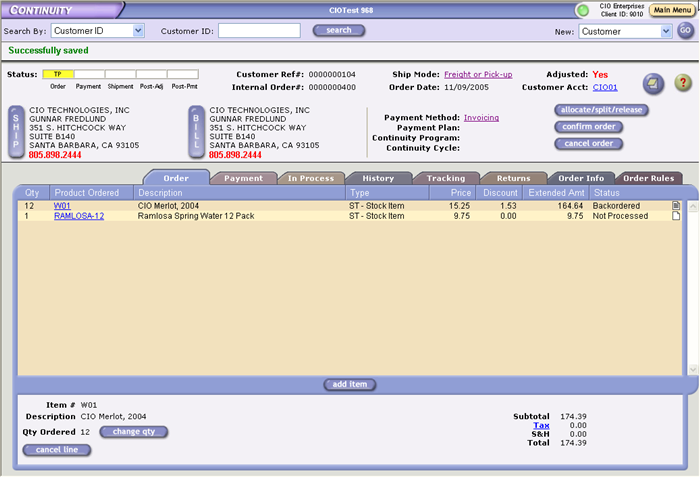 CONTINUITY
CIOTest 968
CIO Enterprises
Client ID: 9010
Main Menu
Search By: Customer ID
Customer ID:
search
New: Customer
GO
Successfully saved
Status: TP
Order Payment Shipment Post-Adj Post-Pmt
Customer Ref#: 0000000104
Internal Order#: 0000000400
Ship Mode: Freight or Pick-up
Order Date: 11/09/2005
Adjusted: Yes
Customer Acct: CIO01
?
SHIP
CIO TECHNOLOGIES, INC
GUNNAR FREDLUND
351 S. HITCHCOCK WAY
SUITE B140
SANTA BARBARA, CA 93105
805.898.2444
BILL
CIO TECHNOLOGIES, INC
GUNNAR FREDLUND
351 S. HITCHCOCK WAY
SUITE B140
SANTA BARBARA, CA 93105
805.898.2444
Payment Method: Invoicing
Payment Plan:
Continuity Program:
Continuity Cycle:
allocate/split/release
confirm order
cancel order
Order Payment In Process History Tracking Returns Order Info Order Rules
Qty Product Ordered Description Type Price Discount Extended Amt Status
12 W01 CIO Merlot, 2004 ST - Stock Item 15.25 1.53 164.64 Backordered
1 RAMLOSA-12 Ramlosa Spring Water 12 Pack ST - Stock Item 9.75 0.00 9.75 Not Processed
add item
Item # W01
Description CIO Merlot, 2004
Qty Ordered 12 change qty
cancel line
Subtotal 174.39
Tax 0.00
S&H 0.00
Total 174.39